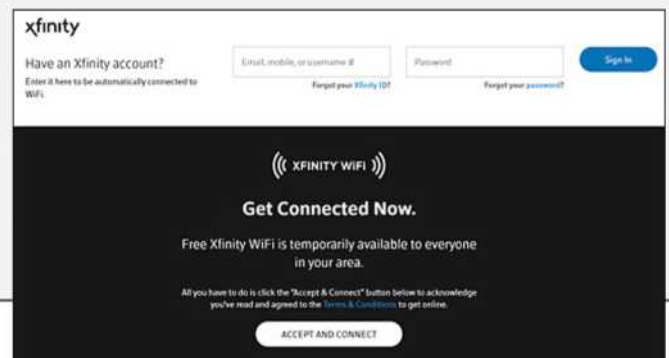 xfinity
Have an Xfinity account?
Enter it here to be automatically connected to
WiFi.
Email, mobile, or username
Forgot your Xfinity ID?
Password
Forgot your password?
Sign In
XFINITY WiFi
Get Connected Now.
Free Xfinity WiFi is temporarily available to everyone
in your area.
All you have to do is click the "Accept & Connect" button below to acknowledge
you've read and agreed to the Terms & Conditions to get online.
ACCEPT AND CONNECT